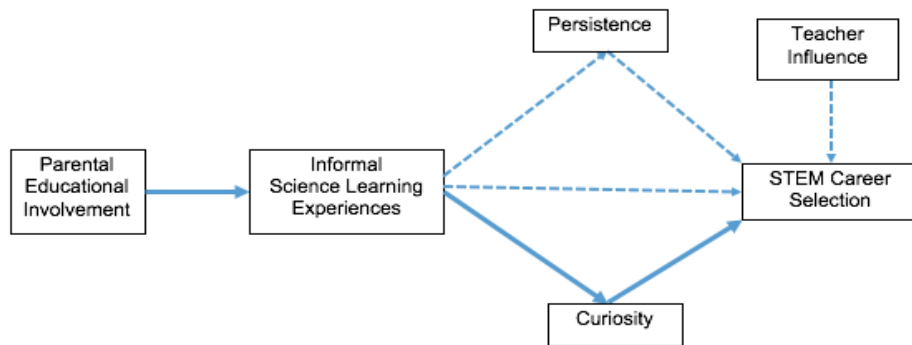 Persistence
Teacher
Influence
Parental
Educational
Involvement
Informal
Science Learning
Experiences
STEM Career
Selection
Curiosity